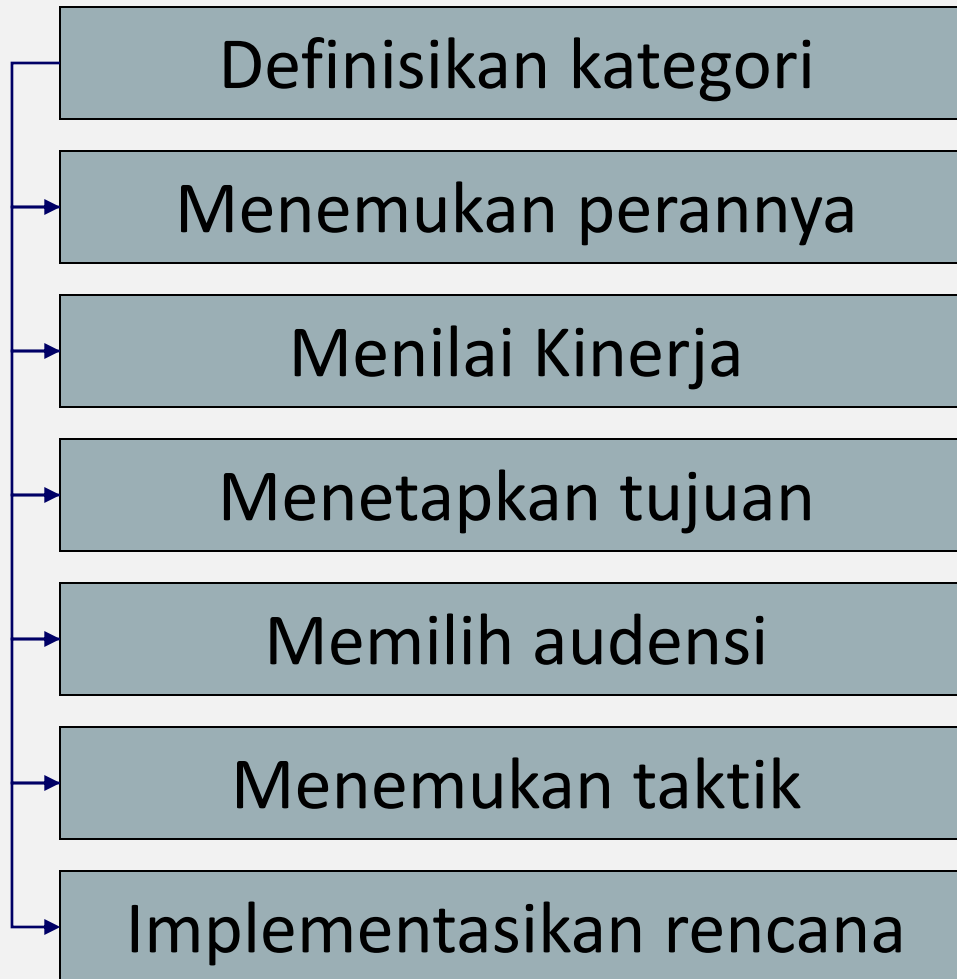 Definisikan kategori
Menemukan perannya
Menilai Kinerja
Menetapkan tujuan
Memilih audensi
Menemukan taktik
Implementasikan rencana